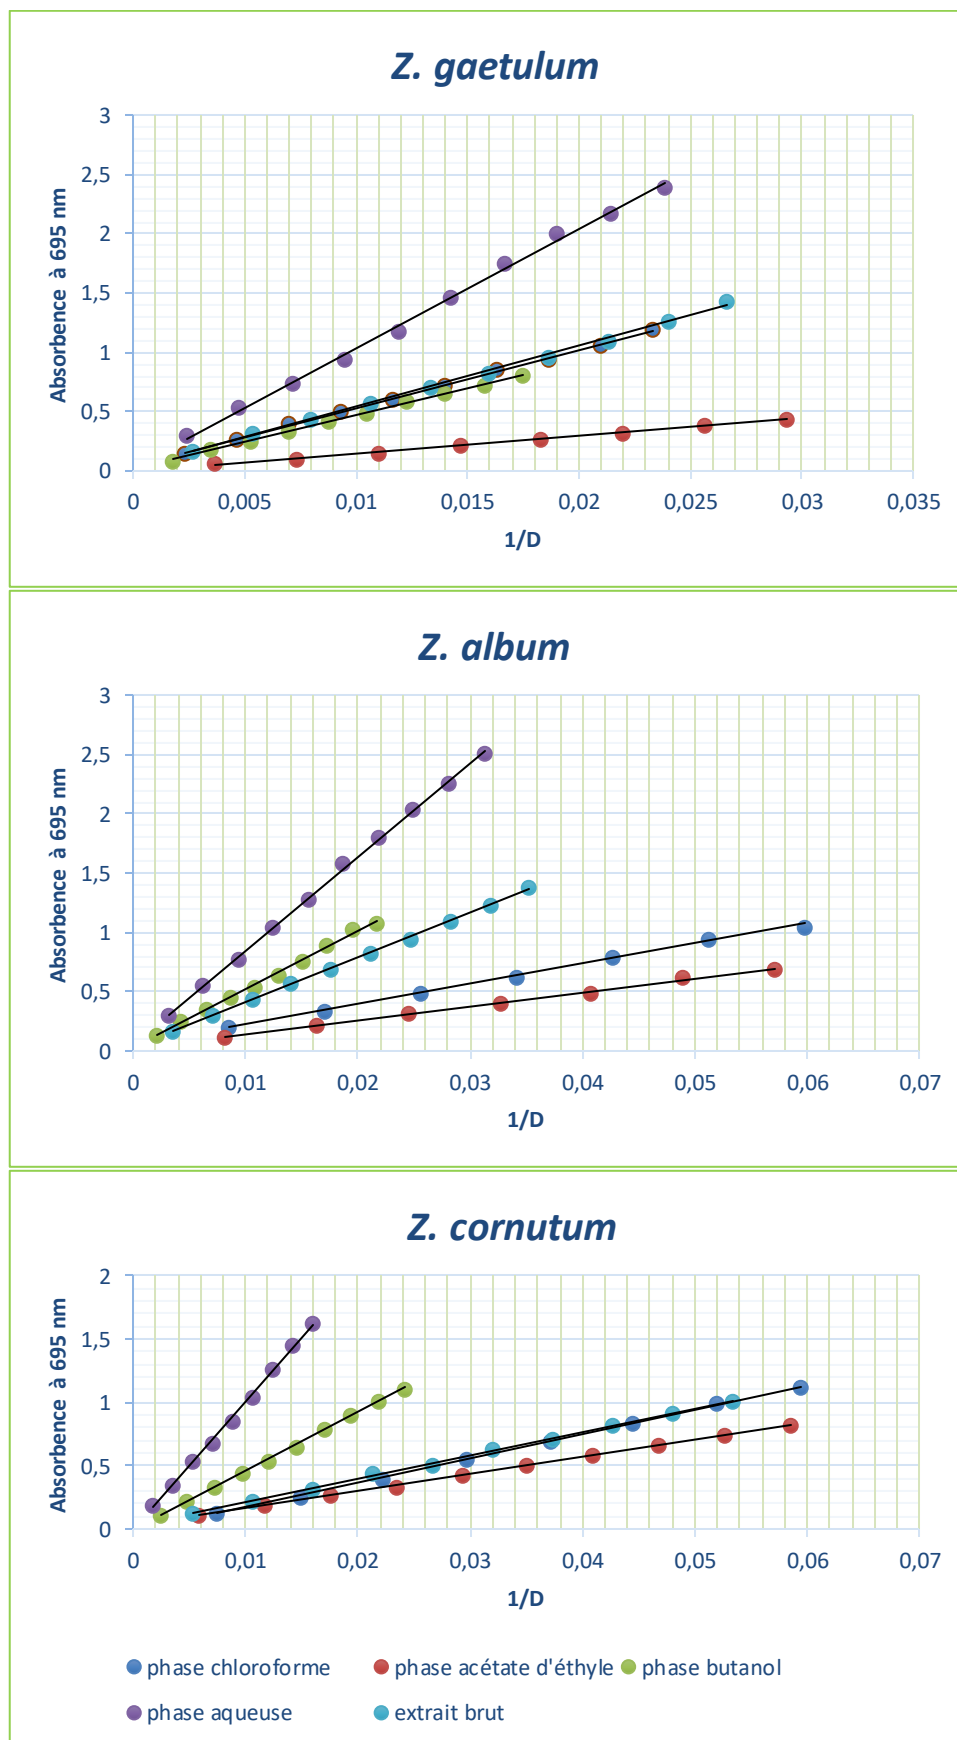 Z. gaetulum
3
2,5
2
1,5
1
0,5
0
Absorbence à 695 nm
0 0,005 0,01 0,015 0,02 0,025 0,03 0,035
1/D
Z. album
3
2,5
2
1,5
1
0,5
0
Absorbence à 695 nm
0 0,01 0,02 0,03 0,04 0,05 0,06 0,07
1/D
Z. cornutum
2
1,5
1
0,5
0
Absorbence à 695 nm
0 0,01 0,02 0,03 0,04 0,05 0,06 0,07
1/D
phase chloroforme phase acétate d'éthyle phase butanol
phase aqueuse extrait brut